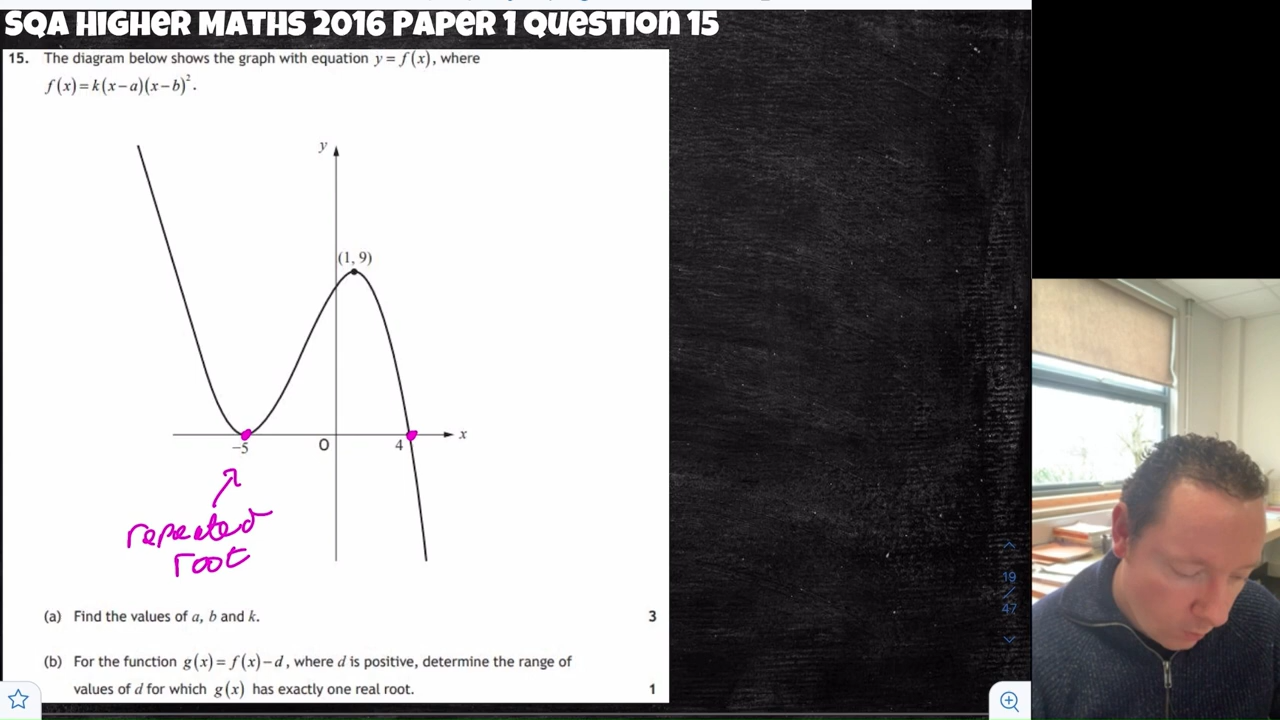 SQA HIGHER MATHS 2016 PAPER 1 QUESTION 15
15. The diagram below shows the graph with equation y = f(x), where
f(x) = k(x−a)(x−b)².
y
(1, 9)
−5
O
4
x
repeated
root
(a) Find the values of a, b and k. 3
(b) For the function g(x) = f(x) − d, where d is positive, determine the range of
values of d for which g(x) has exactly one real root. 1
19
/
47